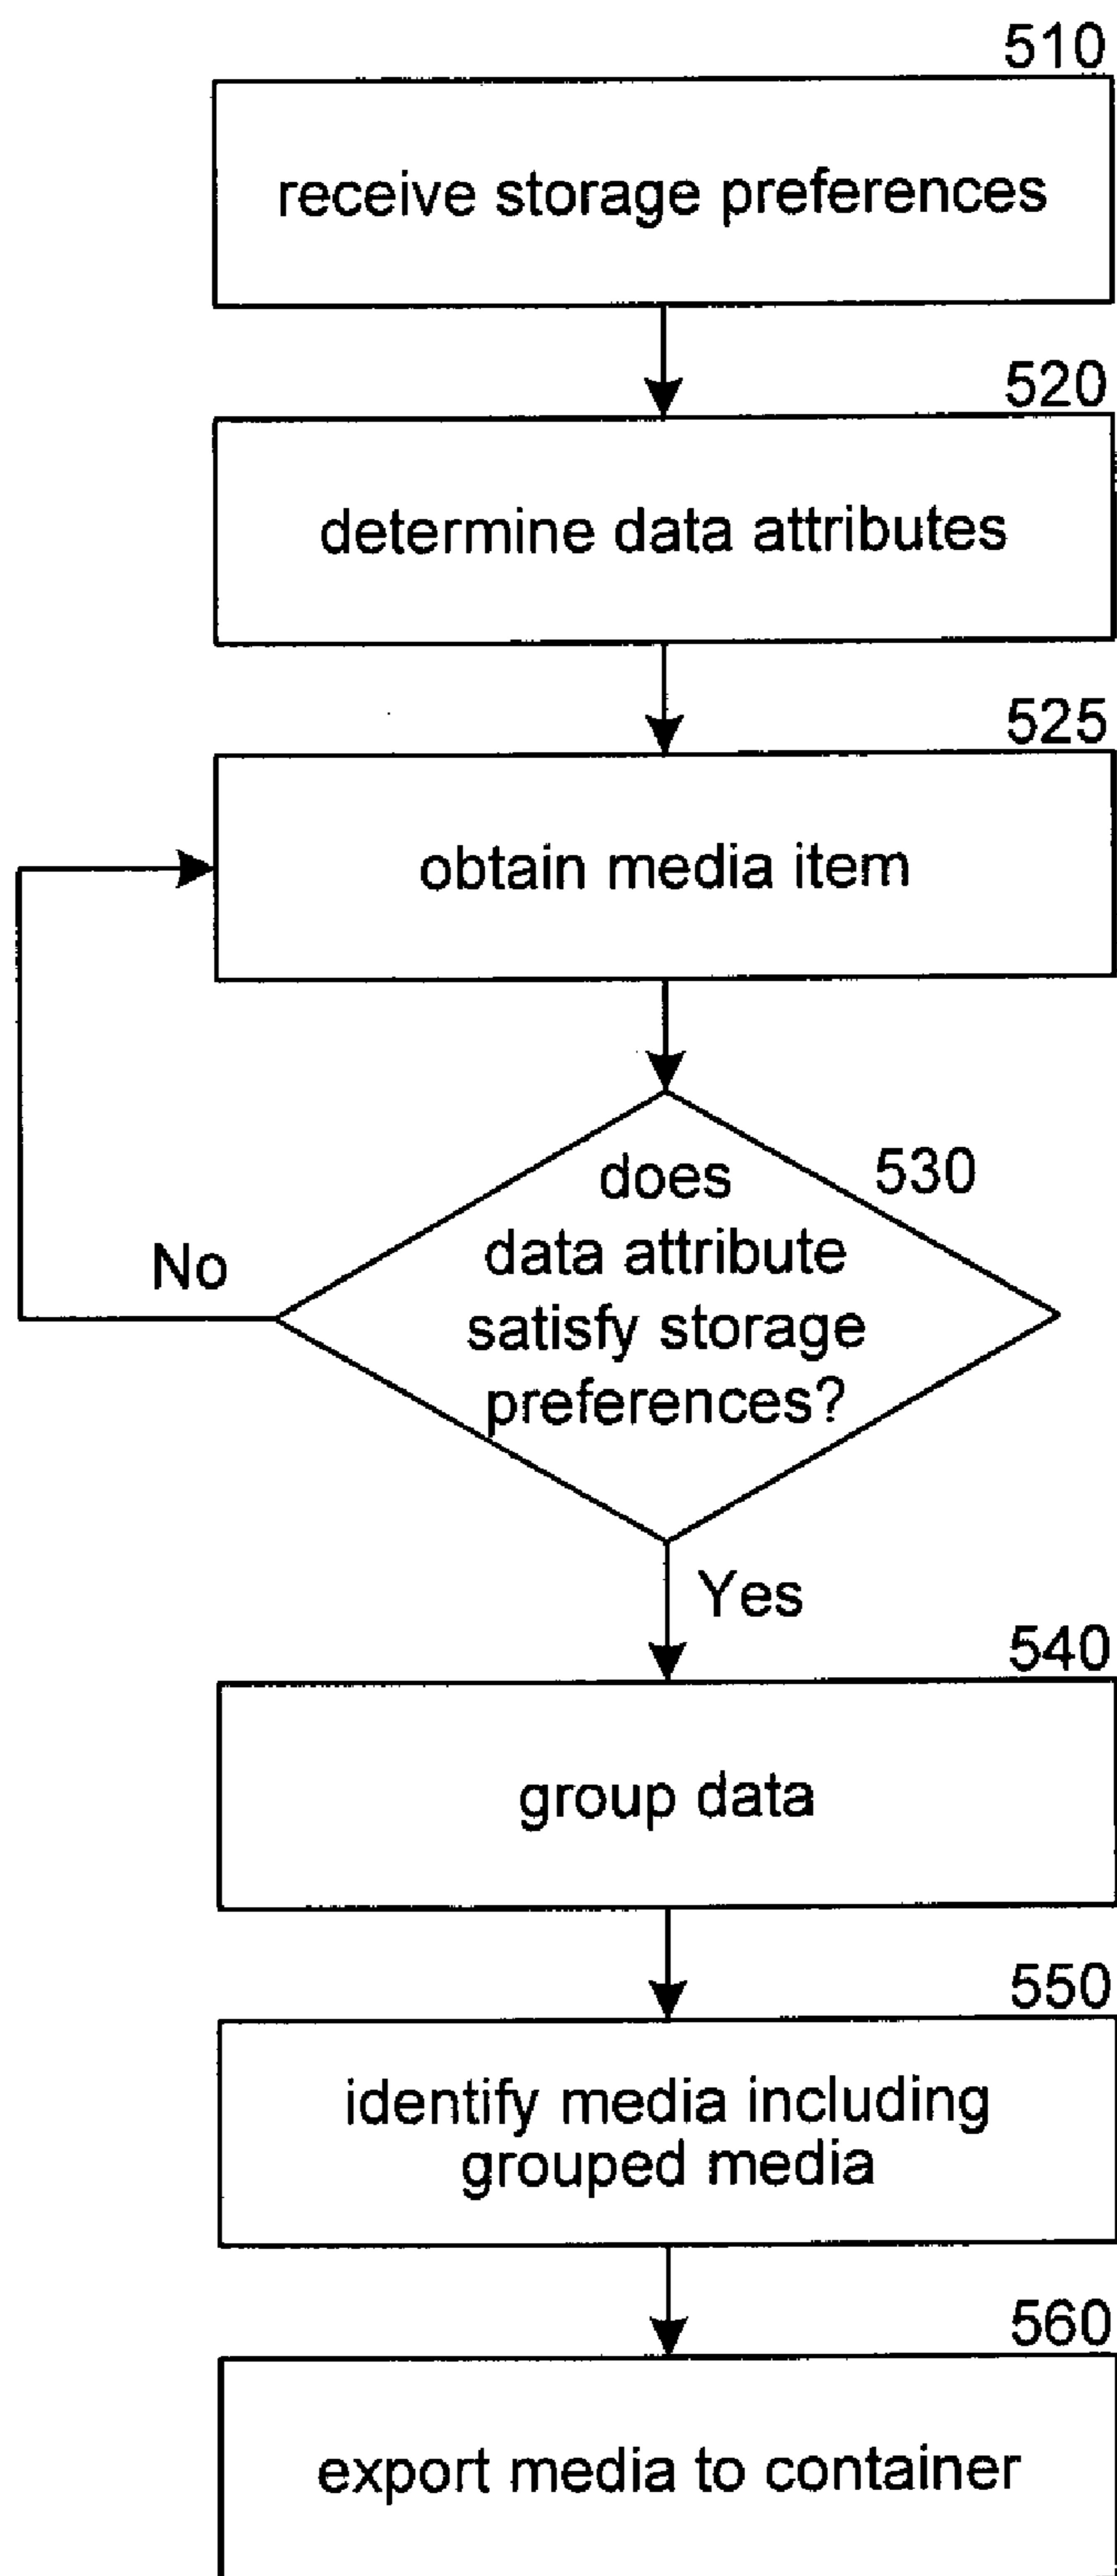 510
receive storage preferences
520
determine data attributes
525
obtain media item
530
does
data attribute
satisfy storage
preferences?
No
Yes
540
group data
550
identify media including
grouped media
560
export media to container